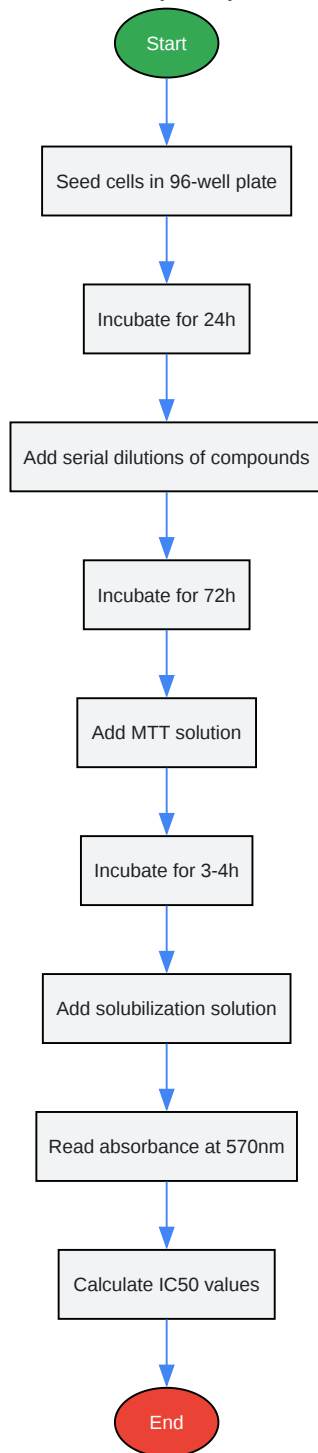 Start
Seed cells in 96-well plate
Incubate for 24h
Add serial dilutions of compounds
Incubate for 72h
Add MTT solution
Incubate for 3-4h
Add solubilization solution
Read absorbance at 570nm
Calculate IC50 values
End